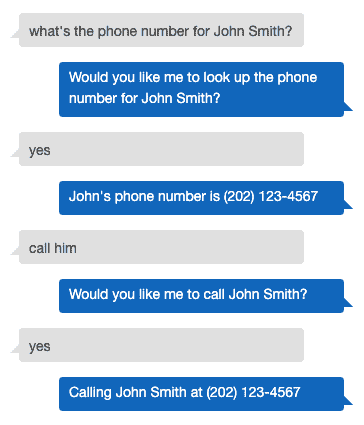 what's the phone number for John Smith?
Would you like me to look up the phone
number for John Smith?
yes
John's phone number is (202) 123-4567
call him
Would you like me to call John Smith?
yes
Calling John Smith at (202) 123-4567